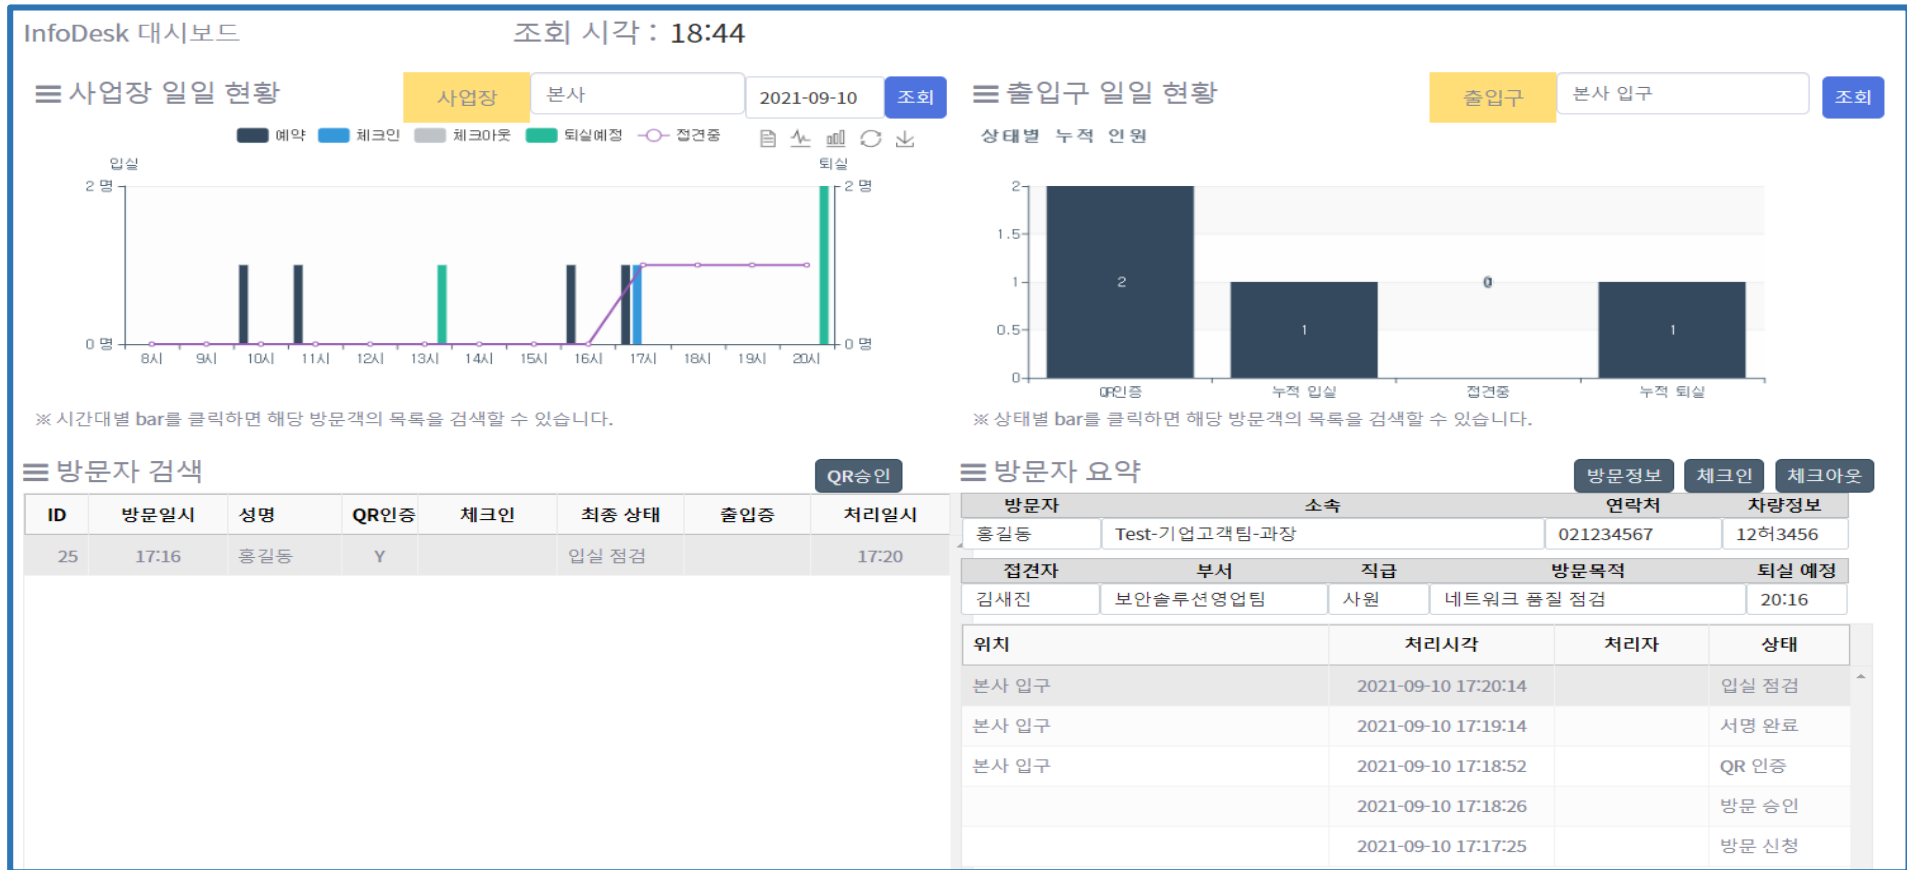 InfoDesk 대시보드
조회 시각 : 18:44
사업장 일일 현황
사업장
본사
2021-09-10
조회
예약 체크인 체크아웃 퇴실예정 접견중
입실
퇴실
2 명
2 명
0 명
0 명
8시 9시 10시 11시 12시 13시 14시 15시 16시 17시 18시 19시 20시
※ 시간대별 bar를 클릭하면 해당 방문객의 목록을 검색할 수 있습니다.
출입구 일일 현황
출입구
본사 입구
조회
상태별 누적 인원
2
1.5
1
0.5
0
2
1
0
1
QR인증 누적 입실 접견중 누적 퇴실
※ 상태별 bar를 클릭하면 해당 방문객의 목록을 검색할 수 있습니다.
방문자 검색
QR승인
ID 방문일시 성명 QR인증 체크인 최종 상태 출입증 처리일시
25 17:16 홍길동 Y 입실 점검 17:20
방문자 요약
방문정보 체크인 체크아웃
방문자 소속 연락처 차량정보
홍길동 Test-기업고객팀-과장 021234567 12허3456
접견자 부서 직급 방문목적 퇴실 예정
김새진 보안솔루션영업팀 사원 네트워크 품질 점검 20:16
위치 처리시각 처리자 상태
본사 입구 2021-09-10 17:20:14 입실 점검
본사 입구 2021-09-10 17:19:14 서명 완료
본사 입구 2021-09-10 17:18:52 QR 인증
2021-09-10 17:18:26 방문 승인
2021-09-10 17:17:25 방문 신청